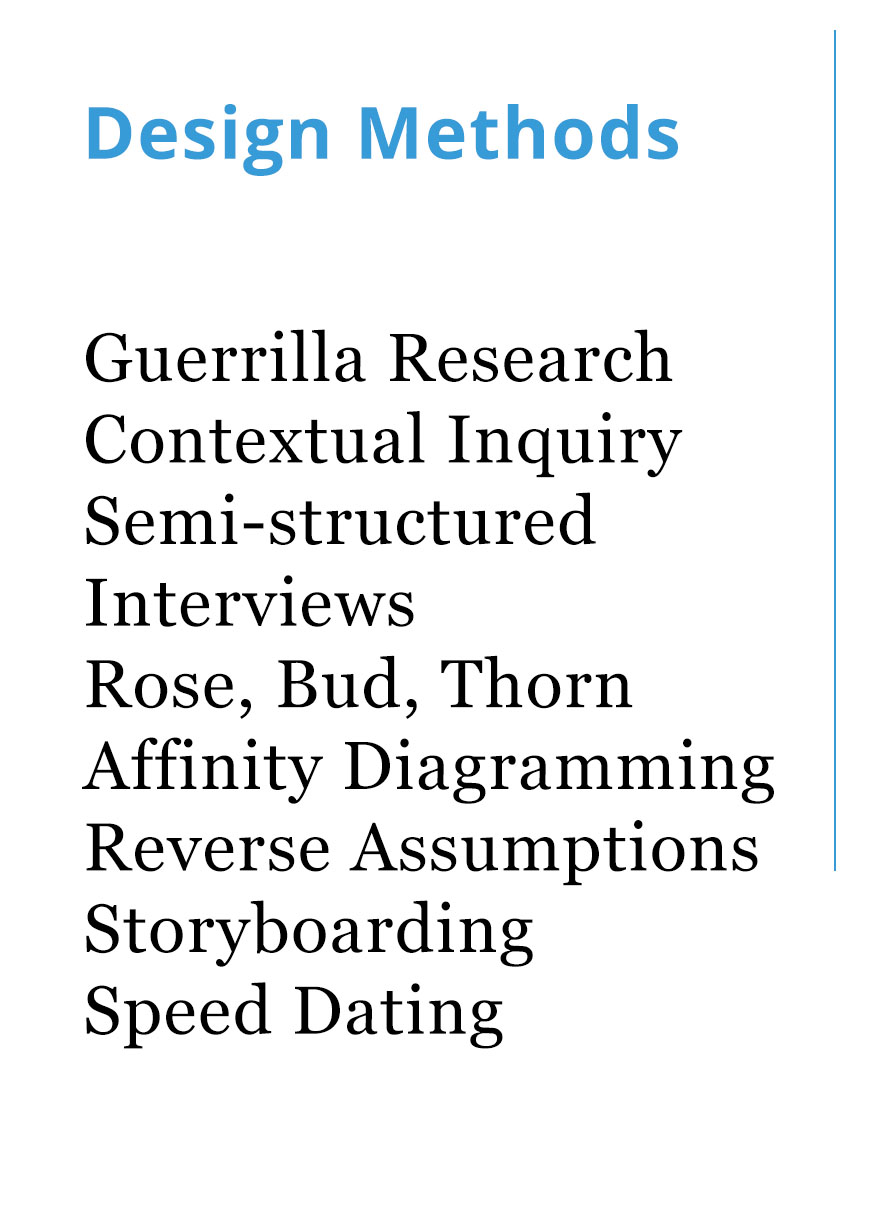 Design Methods
Guerrilla Research
Contextual Inquiry
Semi-structured
Interviews
Rose, Bud, Thorn
Affinity Diagramming
Reverse Assumptions
Storyboarding
Speed Dating